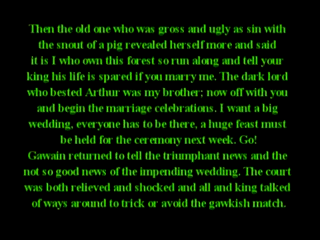 Then the old one who was gross and ugly as sin with
the snout of a pig revealed herself more and said
it is I who own this forest so run along and tell your
king his life is spared if you marry me. The dark lord
who bested Arthur was my brother; now off with you
and begin the marriage celebrations. I want a big
wedding, everyone has to be there, a huge feast must
be held for the ceremony next week. Go!
Gawain returned to tell the triumphant news and the
not so good news of the impending wedding. The court
was both relieved and shocked and all and king talked
of ways around to trick or avoid the gawkish match.